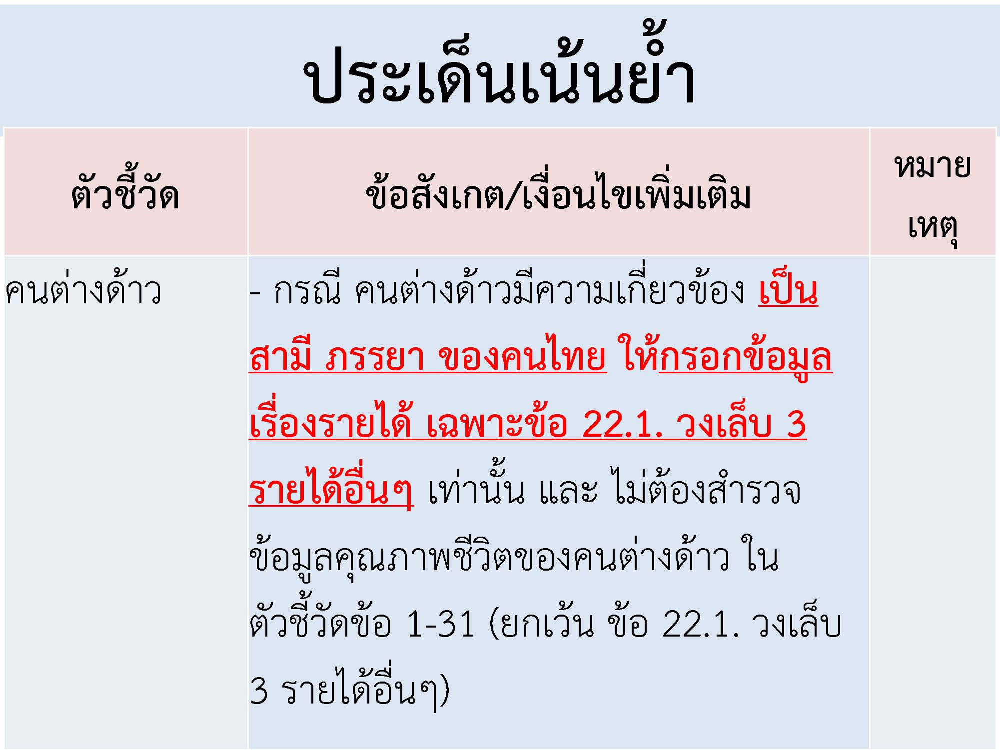 ประเด็นเน้นย้ำ
ตัวชี้วัด
ข้อสังเกต/เงื่อนไขเพิ่มเติม
หมาย
เหตุ
คนต่างด้าว
- กรณี คนต่างด้าวมีความเกี่ยวข้อง เป็น
สามี ภรรยา ของคนไทย ให้กรอกข้อมูล
เรื่องรายได้ เฉพาะข้อ 22.1. วงเล็บ 3
รายได้อื่นๆ เท่านั้น และ ไม่ต้องสำรวจ
ข้อมูลคุณภาพชีวิตของคนต่างด้าว ใน
ตัวชี้วัดข้อ 1-31 (ยกเว้น ข้อ 22.1. วงเล็บ
3 รายได้อื่นๆ)